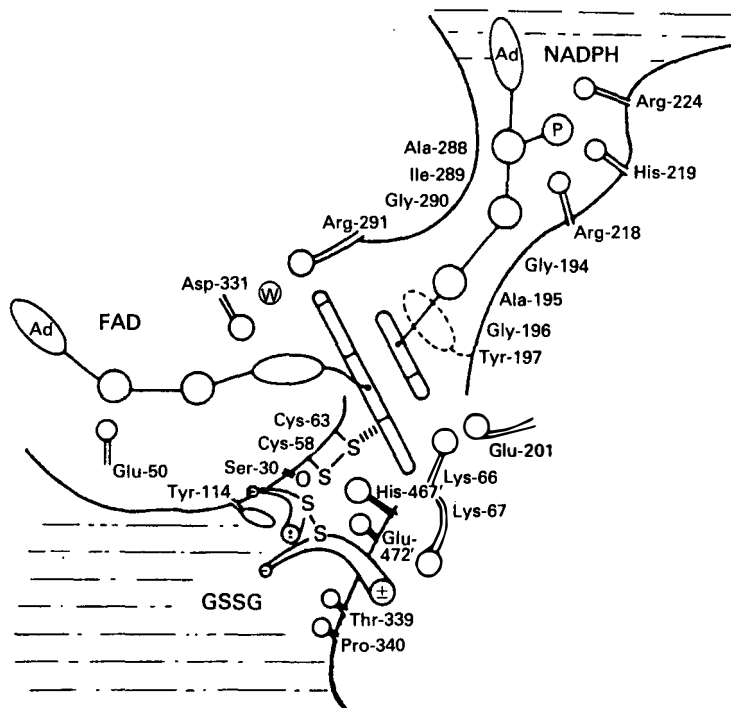 Ad
NADPH
Arg-224
P
Ala-288
Ile-289
Gly-290
His-219
Arg-291
Arg-218
Gly-194
Asp-331
W
Ala-195
Ad
FAD
Gly-196
Tyr-197
Cys-63
Cys-58
S
Glu-201
Glu-50
Ser-30
O
S
His-467'
Lys-66
Tyr-114
S
Lys-67
S
Glu-
472'
GSSG
±
Thr-339
Pro-340